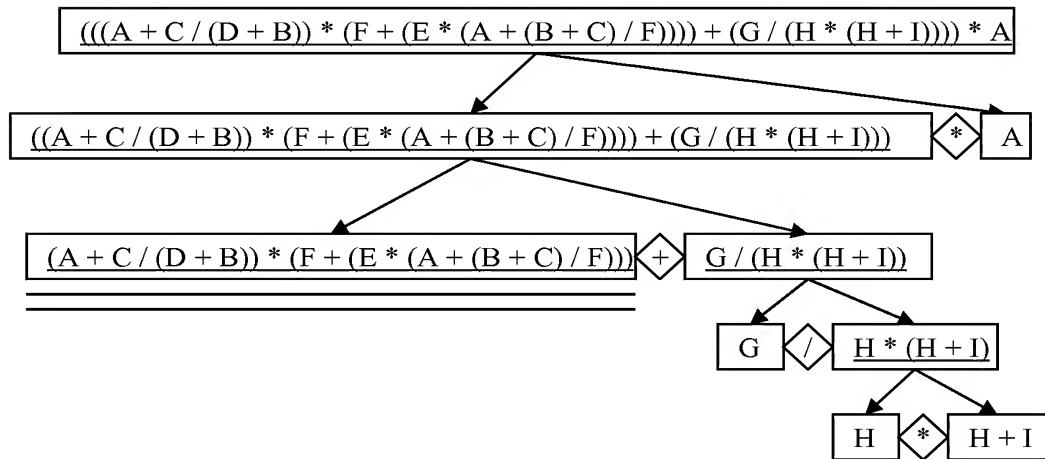 (((A + C / (D + B)) * (F + (E * (A + (B + C) / F)))) + (G / (H * (H + I)))) * A
((A + C / (D + B)) * (F + (E * (A + (B + C) / F)))) + (G / (H * (H + I))) * A
(A + C / (D + B)) * (F + (E * (A + (B + C) / F))) + G / (H * (H + I))
G / H * (H + I)
H * H + I